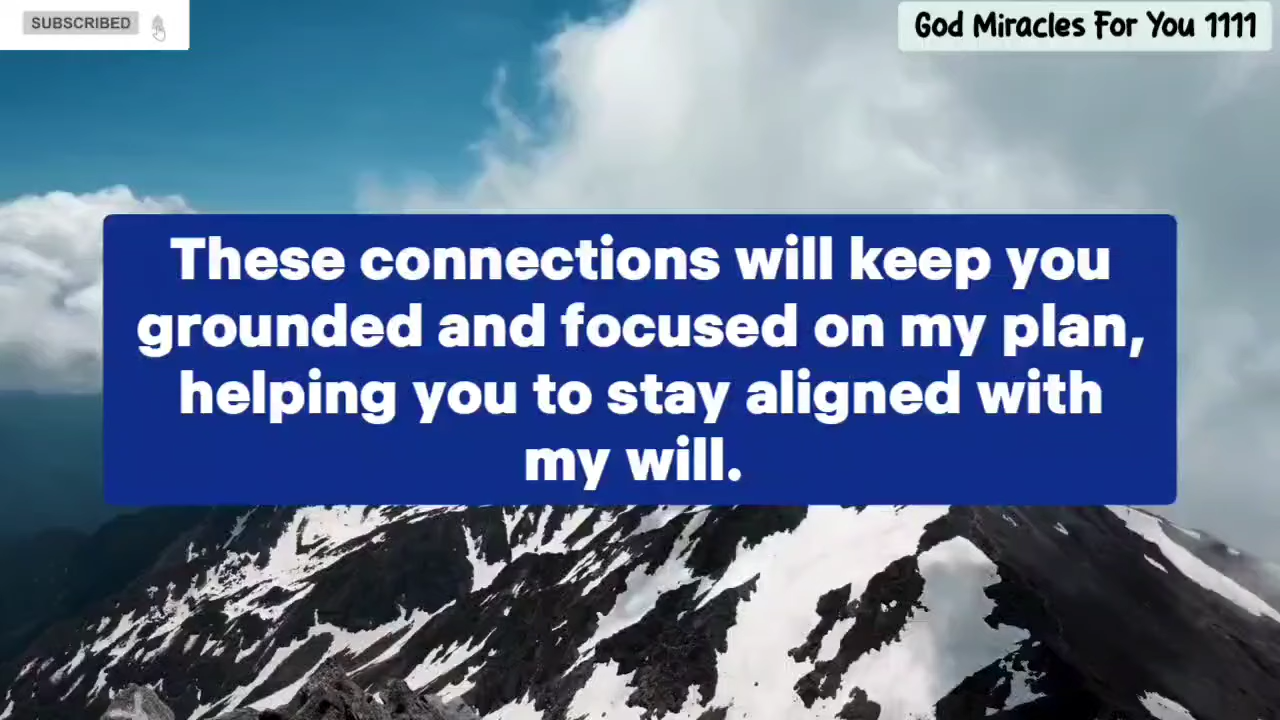 SUBSCRIBED
God Miracles For You 1111
These connections will keep you
grounded and focused on my plan,
helping you to stay aligned with
my will.